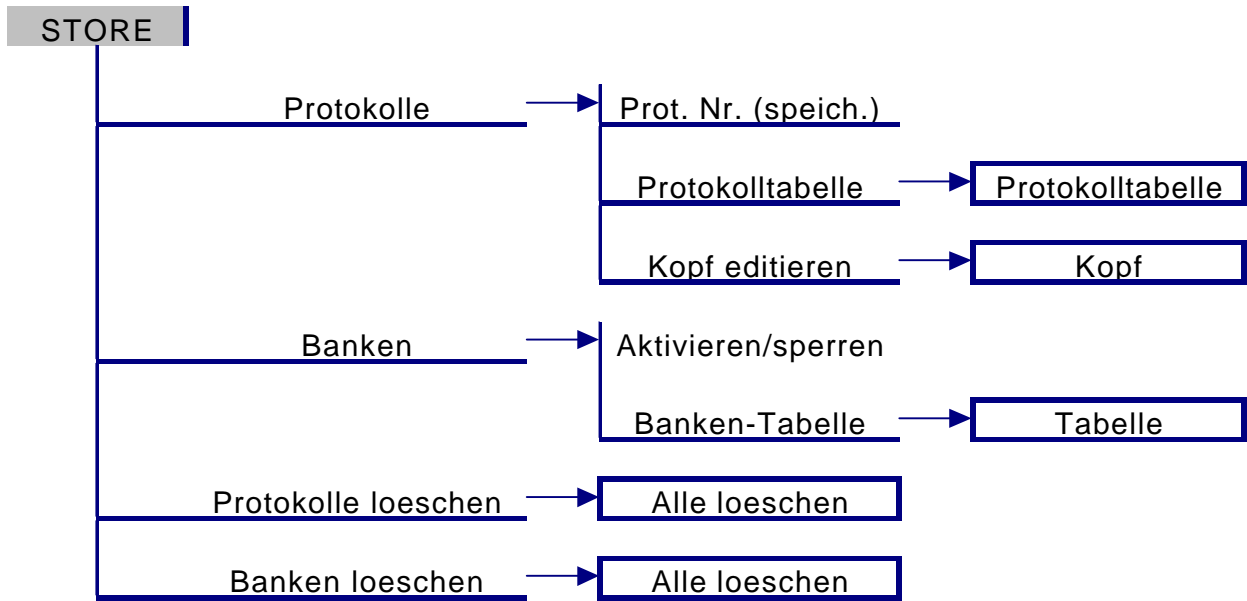 STORE
Protokolle
Prot. Nr. (speich.)
Protokolltabelle
Protokolltabelle
Kopf editieren
Kopf
Banken
Aktivieren/sperren
Banken-Tabelle
Tabelle
Protokolle loeschen
Alle loeschen
Banken loeschen
Alle loeschen